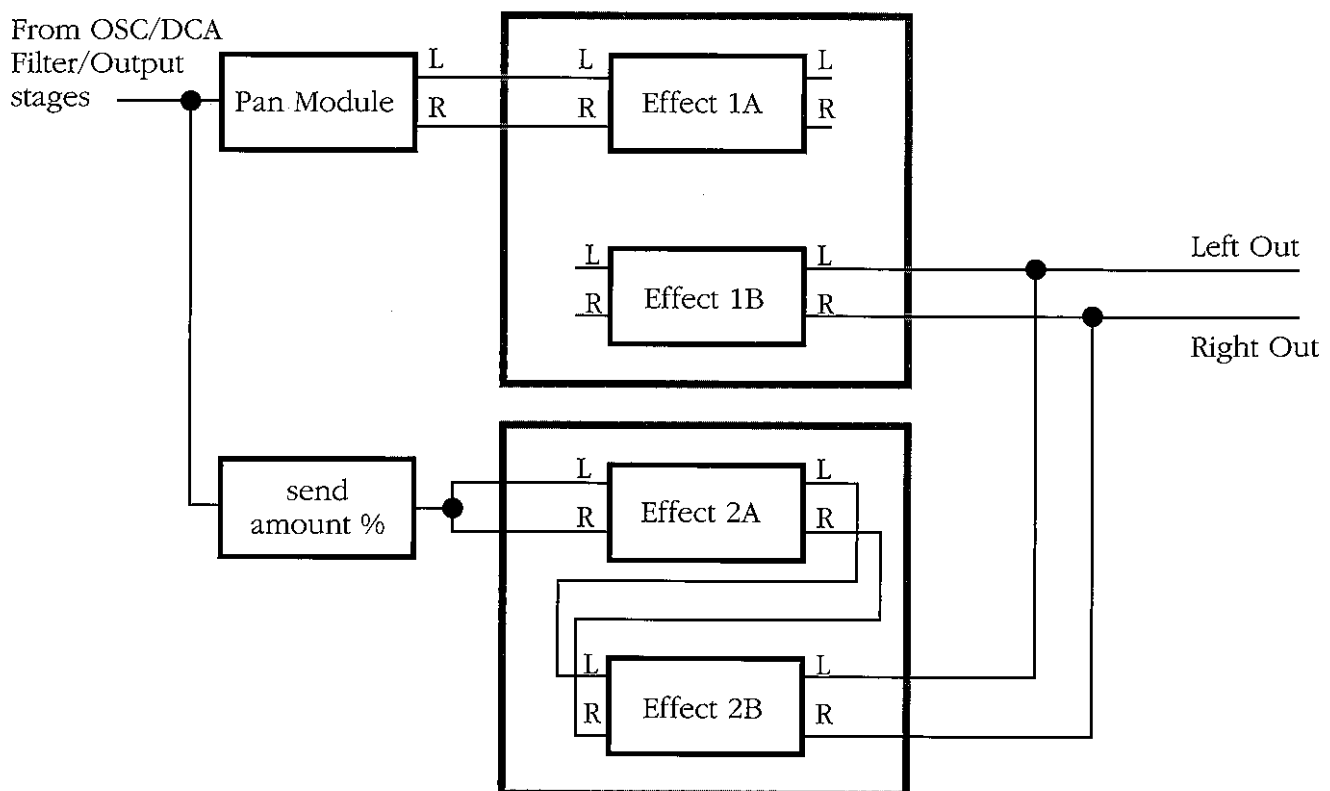 From OSC/DCA
Filter/Output
stages
Pan Module
L
R
L
R
Effect 1A
L
R
L
R
Effect 1B
L
R
Left Out
Right Out
send
amount %
L
R
Effect 2A
L
R
L
R
Effect 2B
L
R